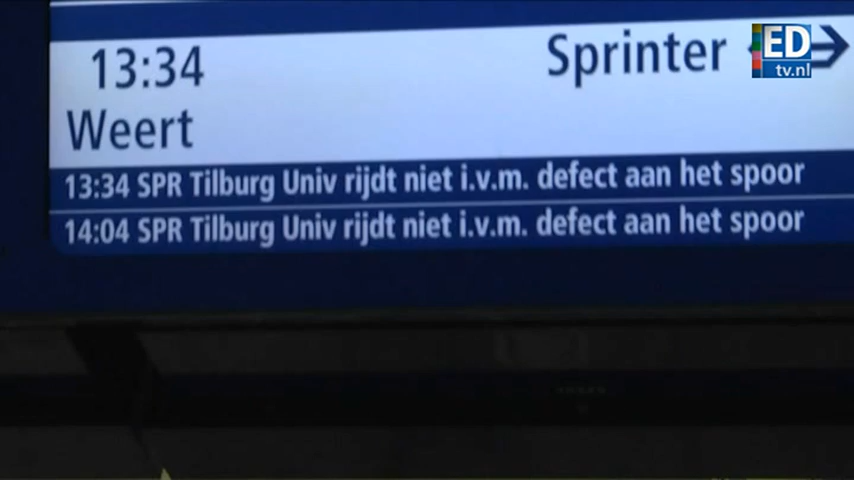 13:34 Sprinter
Weert
13:34 SPR Tilburg Univ rijdt niet i.v.m. defect aan het spoor
14:04 SPR Tilburg Univ rijdt niet i.v.m. defect aan het spoor
ED
tv.nl